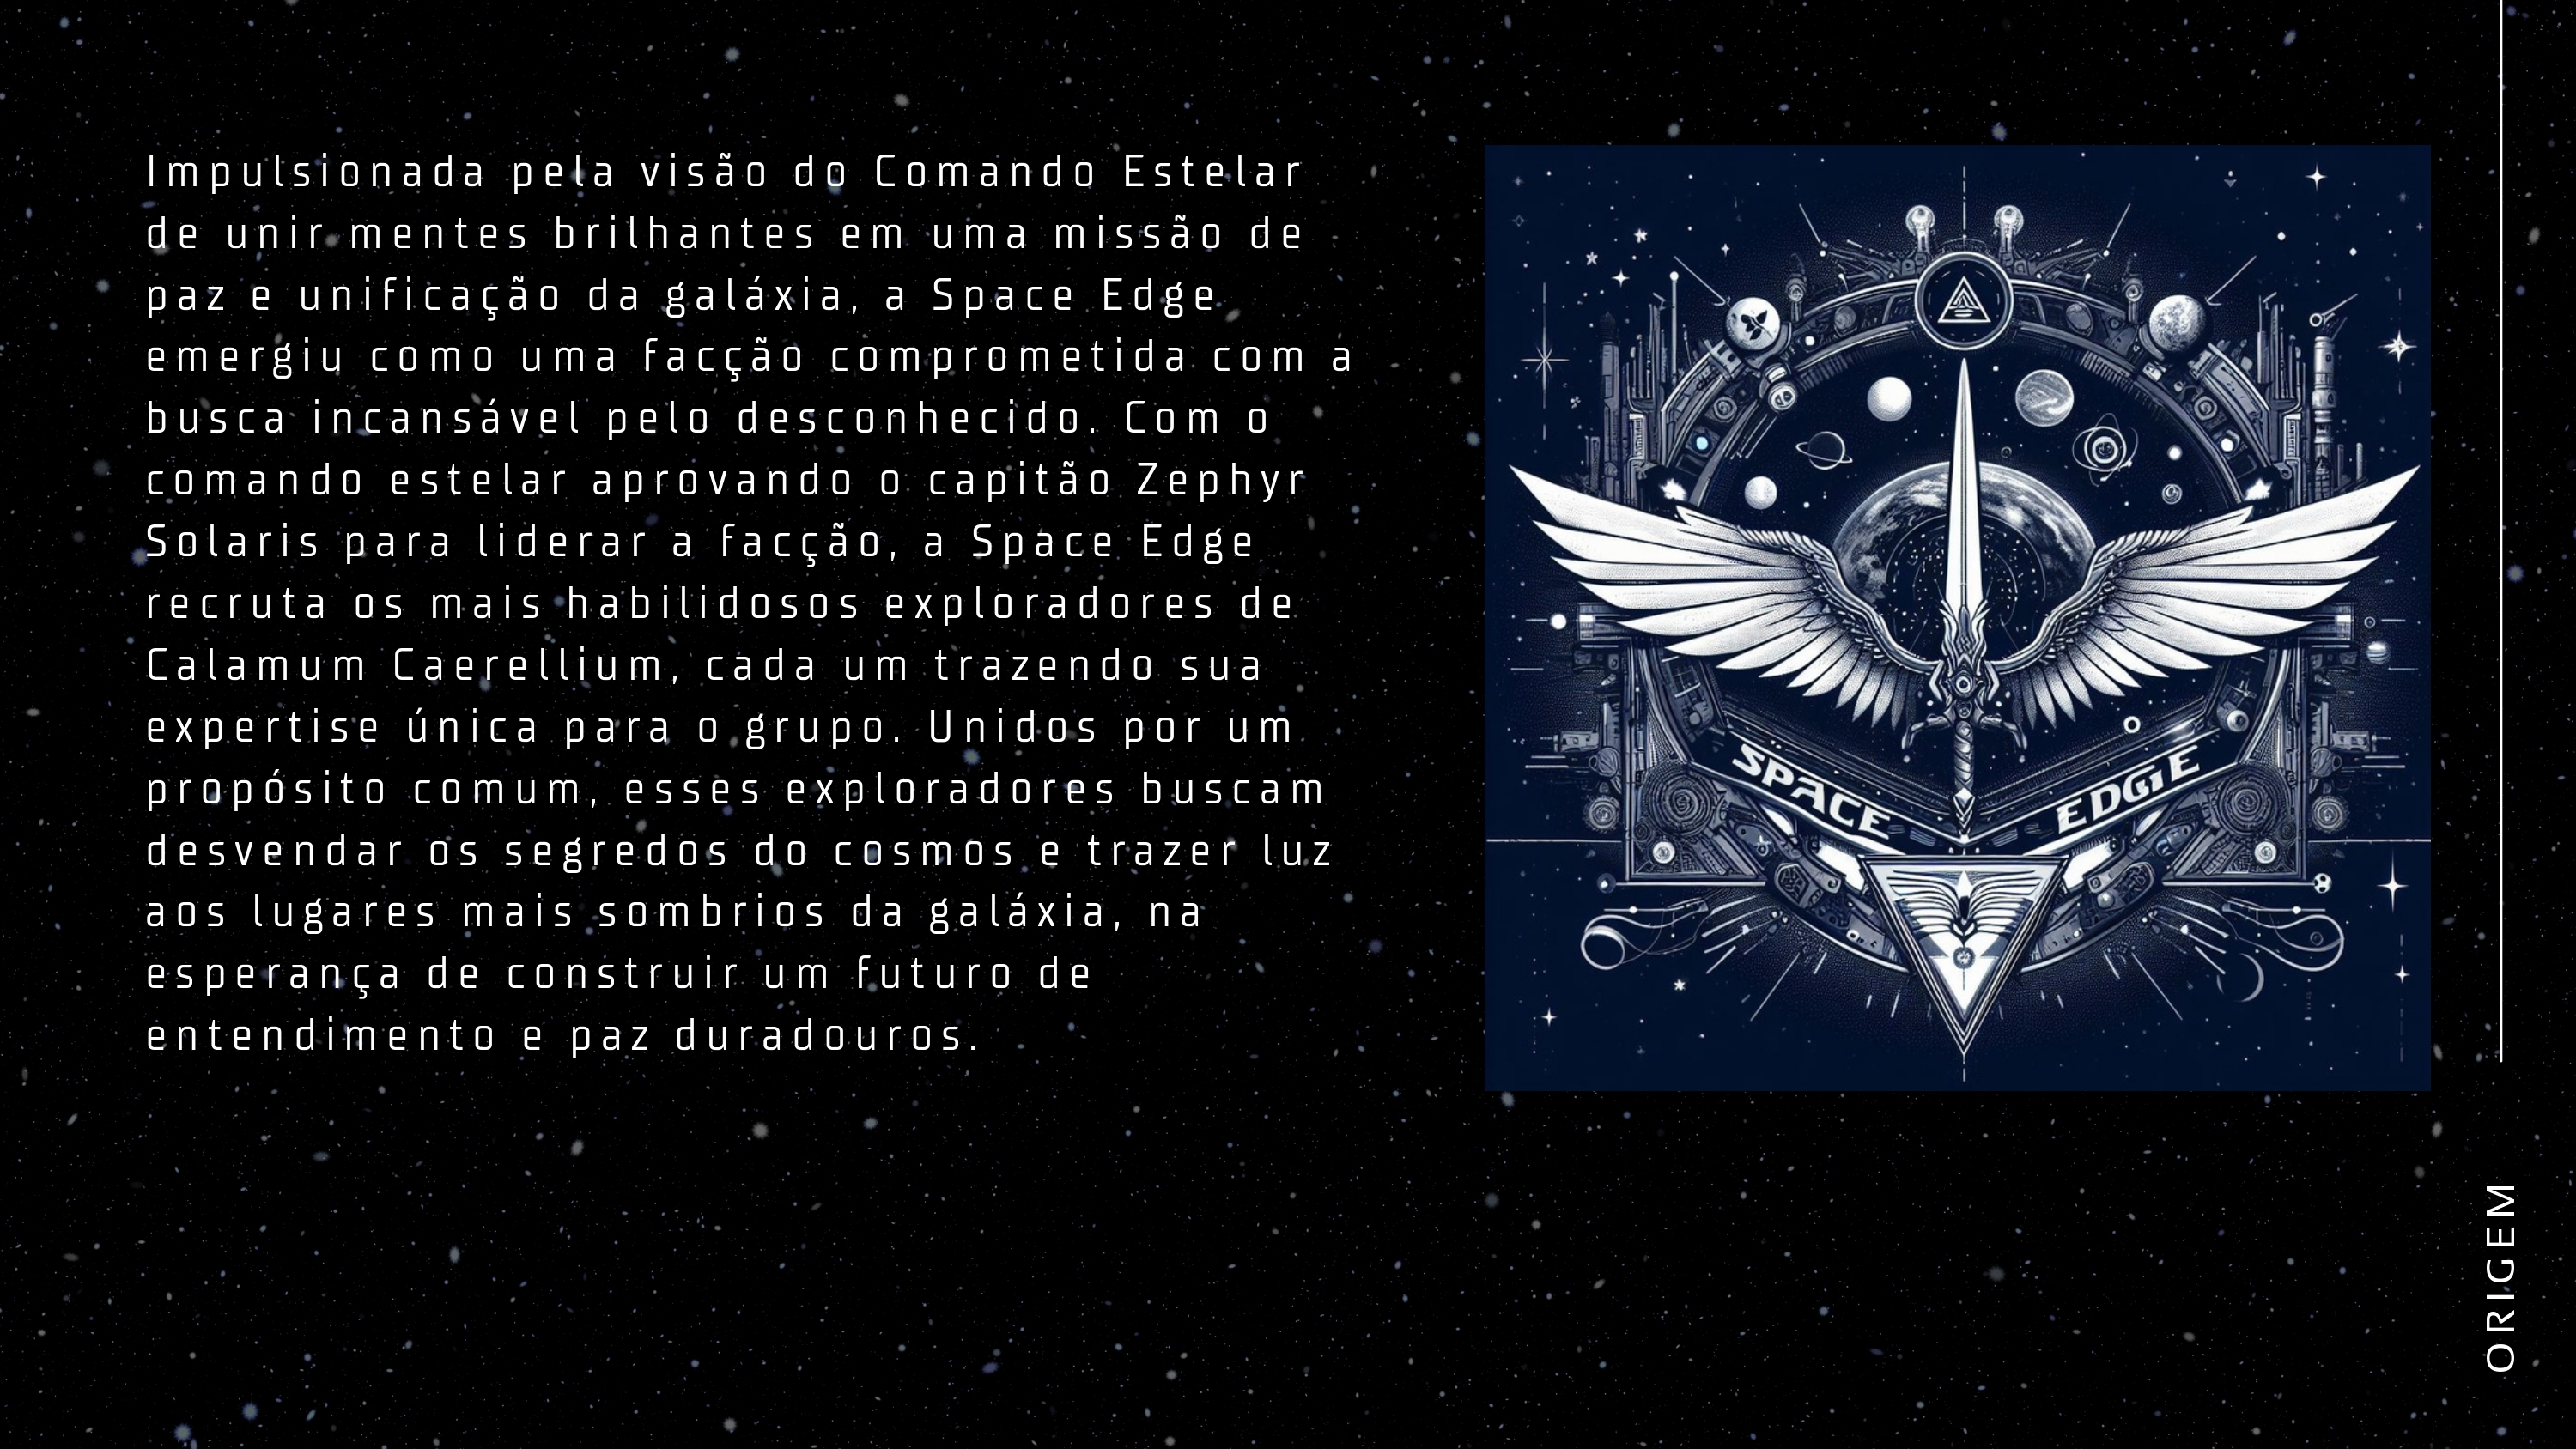 Impulsionada pela visão do Comando Estelar
de unir mentes brilhantes em uma missão de
paz e unificação da galáxia, a Space Edge
emergiu como uma facção comprometida com a
busca incansável pelo desconhecido. Com o
comando estelar aprovando o capitão Zephyr
Solaris para liderar a facção, a Space Edge
recruta os mais habilidosos exploradores de
Calamum Caerellium, cada um trazendo sua
expertise única para o grupo. Unidos por um
propósito comum, esses exploradores buscam
desvendar os segredos do cosmos e trazer luz
aos lugares mais sombrios da galáxia, na
esperança de construir um futuro de
entendimento e paz duradouros.
SPACE EDGE
ORIGEM